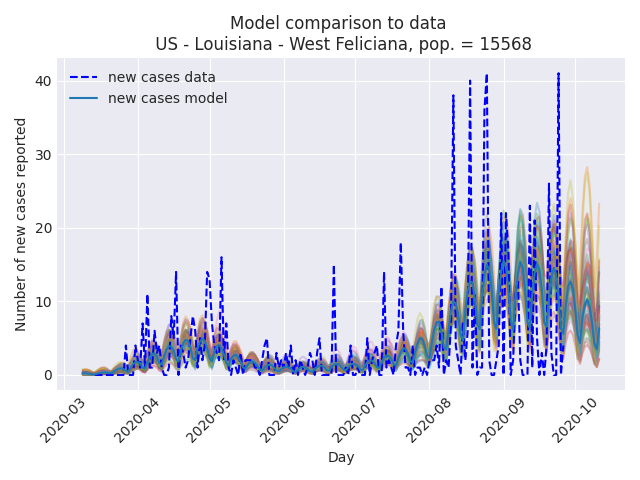 Model comparison to data
US - Louisiana - West Feliciana, pop. = 15568
new cases data
new cases model
Number of new cases reported
40
30
20
10
0
2020-03
2020-04
2020-05
2020-06
2020-07
2020-08
2020-09
2020-10
Day